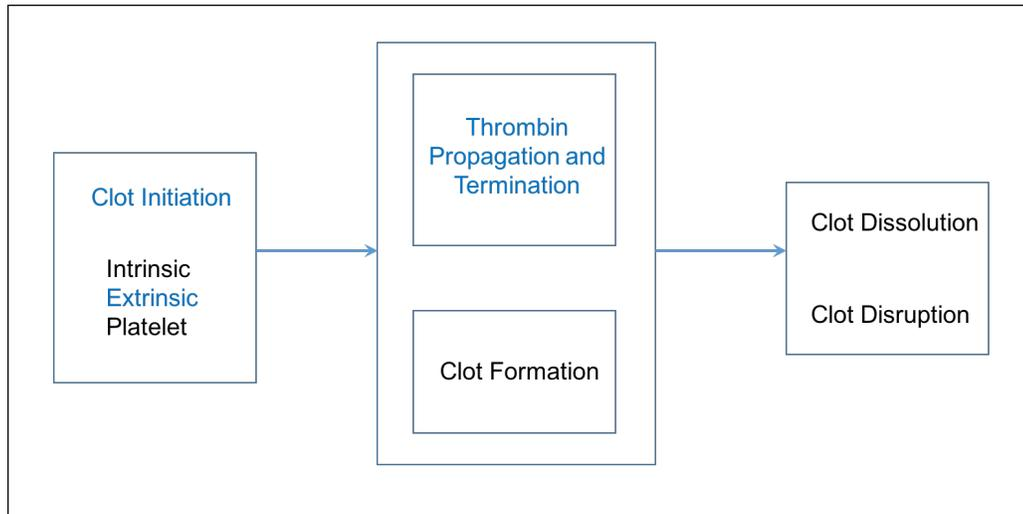 Clot Initiation
Intrinsic
Extrinsic
Platelet
Thrombin
Propagation and
Termination
Clot Formation
Clot Dissolution
Clot Disruption